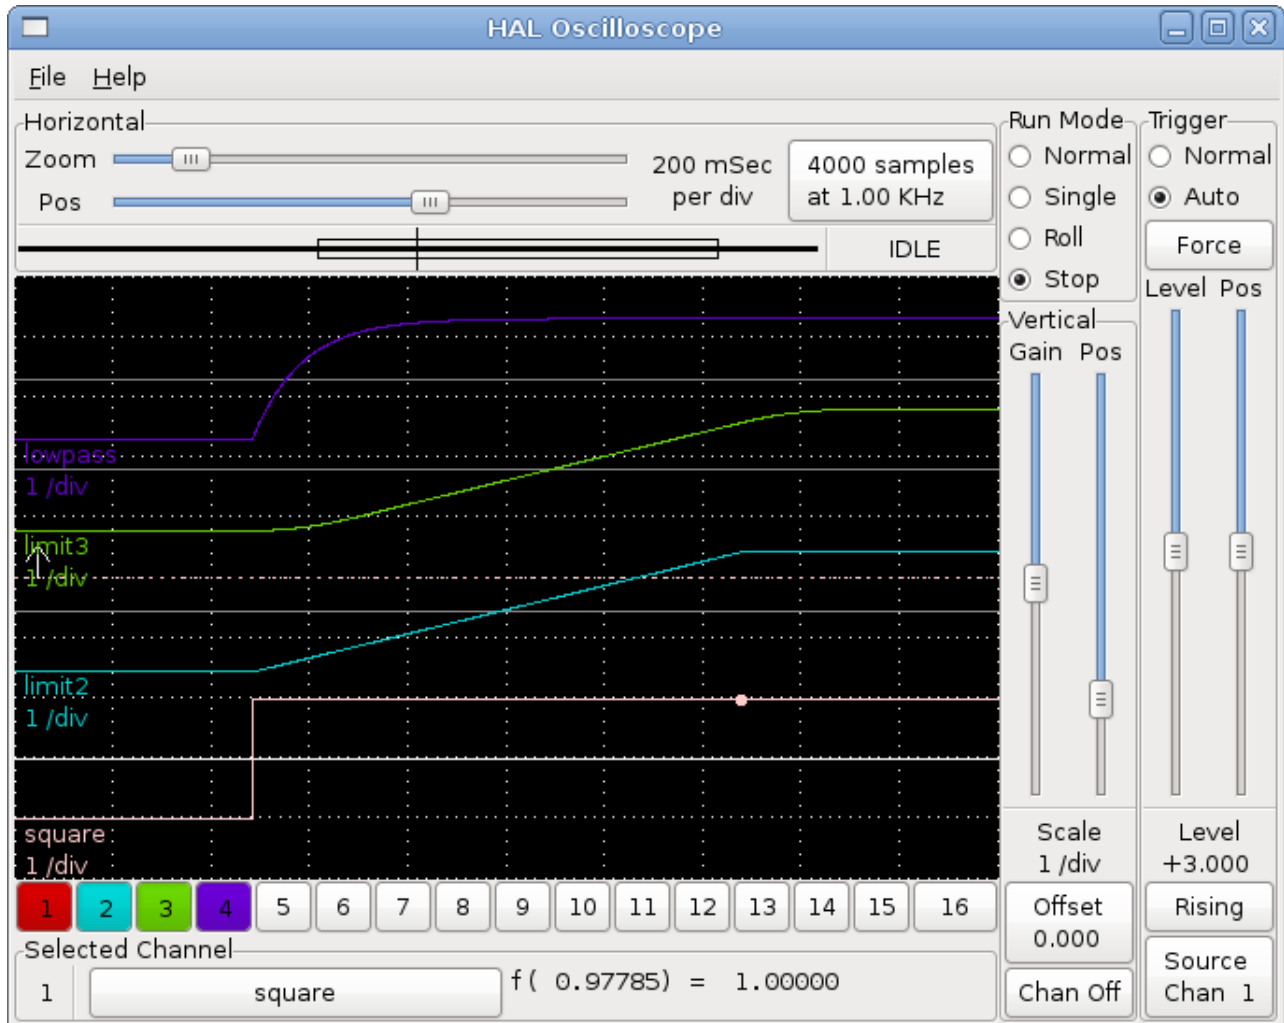 HAL Oscilloscope
File Help
Horizontal
Zoom
Pos
200 mSec
per div
4000 samples
at 1.00 KHz
IDLE
Run Mode
Normal
Single
Roll
Stop
Trigger
Normal
Auto
Force
Level Pos
Vertical
Gain Pos
lowpass
1 /div
limit3
1 /div
limit2
1 /div
square
1 /div
Scale
1 /div
Offset
0.000
Chan Off
Level
+3.000
Rising
Source
Chan 1
1 2 3 4 5 6 7 8 9 10 11 12 13 14 15 16
Selected Channel
1 square f( 0.97785) = 1.00000